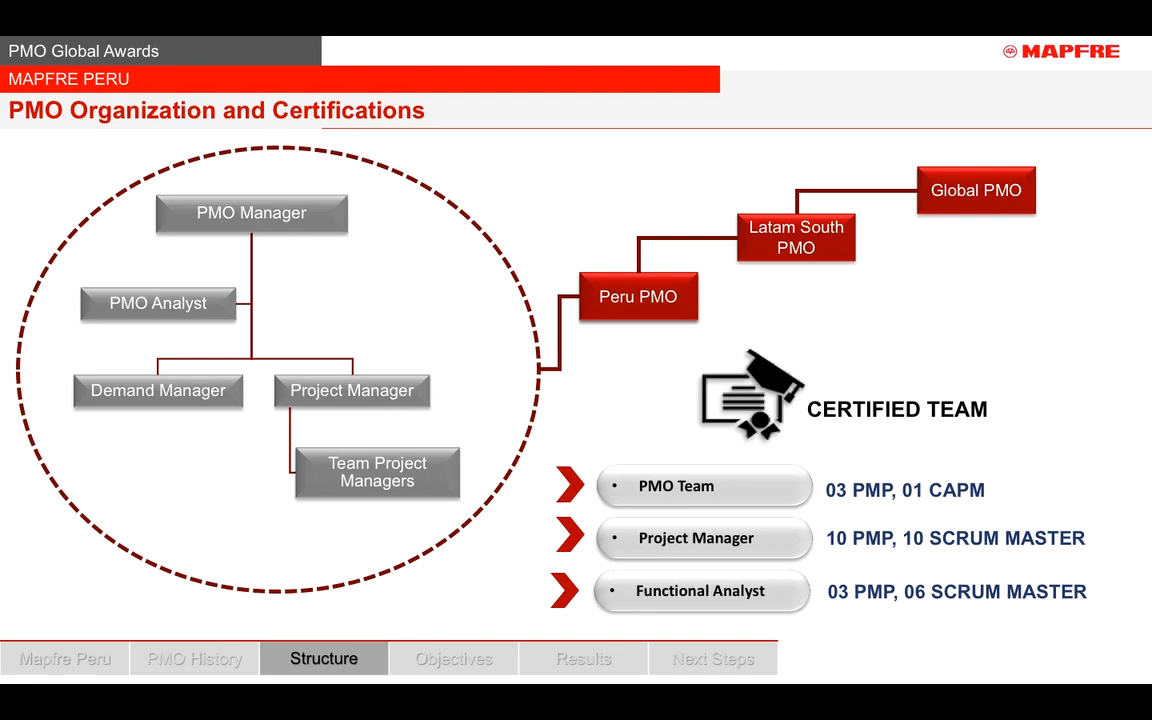 PMO Global Awards
MAPFRE
MAPFRE PERU
PMO Organization and Certifications
PMO Manager
PMO Analyst
Demand Manager
Project Manager
Team Project
Managers
Global PMO
Latam South
PMO
Peru PMO
CERTIFIED TEAM
• PMO Team
03 PMP, 01 CAPM
• Project Manager
10 PMP, 10 SCRUM MASTER
• Functional Analyst
03 PMP, 06 SCRUM MASTER
Mapfre Peru
PMO History
Structure
Objectives
Results
Next Steps